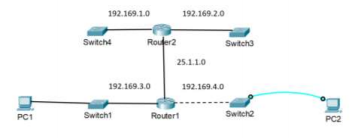 192.169.1.0 192.169.2.0
Switch4 Router2 Switch3
25.1.1.0
192.169.3.0 192.169.4.0
PC1 Switch1 Router1 Switch2 PC2